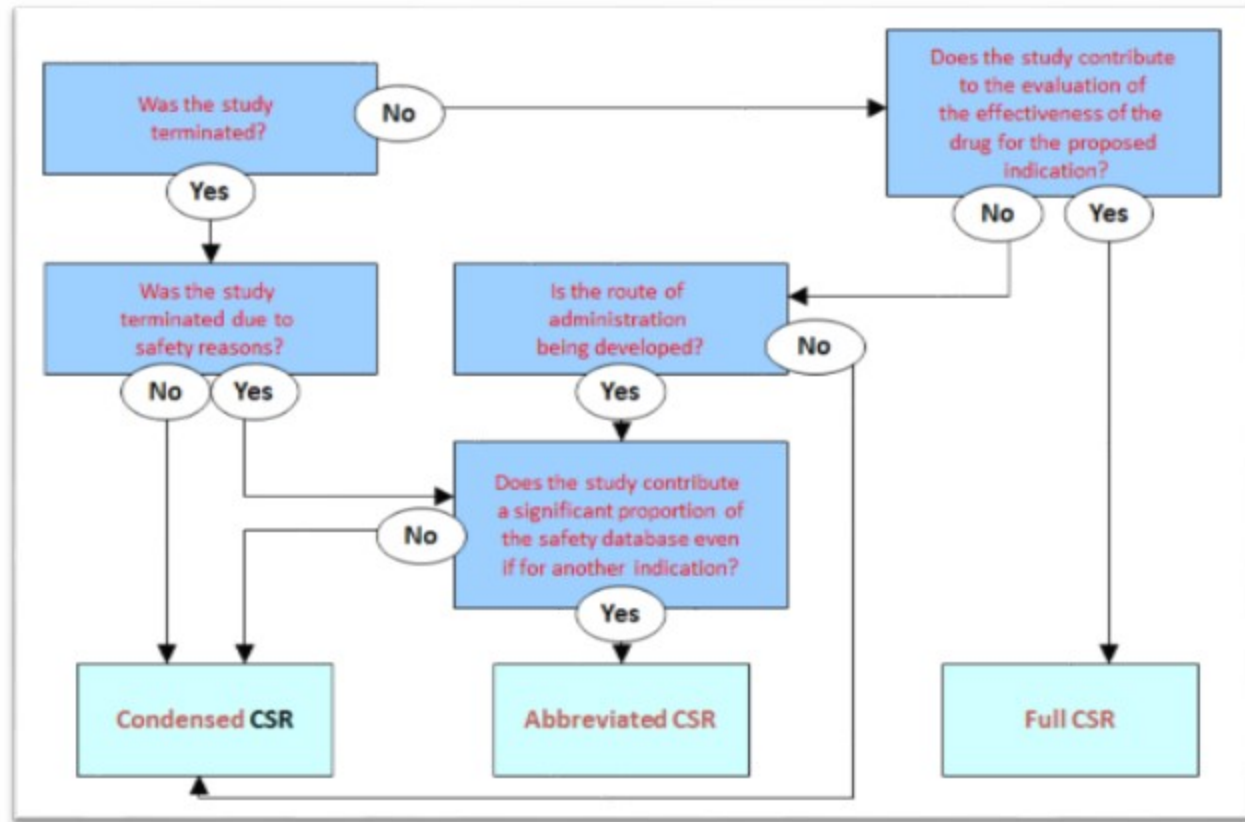 Was the study
terminated?
No
Yes
Does the study contribute
to the evaluation of
the effectiveness of the
drug for the proposed
indication?
No
Yes
Was the study
terminated due to
safety reasons?
No
Yes
Is the route of
administration
being developed?
No
Yes
Does the study contribute
a significant proportion of
the safety database even
if for another indication?
No
Yes
Condensed CSR
Abbreviated CSR
Full CSR